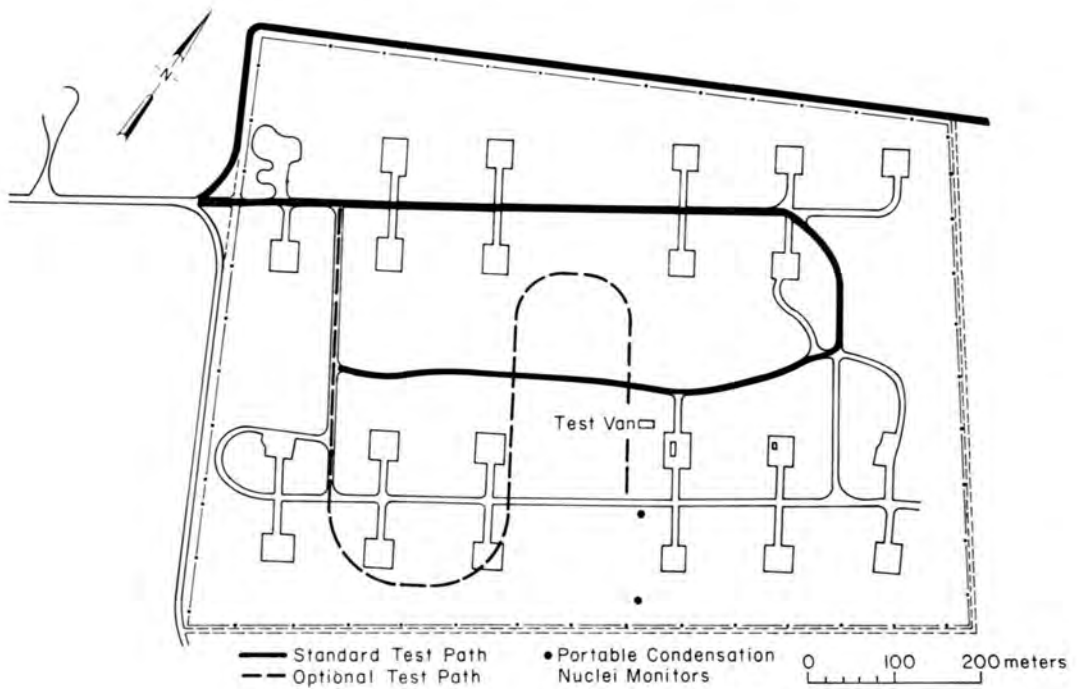 N
Test Van
Standard Test Path
Optional Test Path
Portable Condensation
Nuclei Monitors
0 100 200 meters